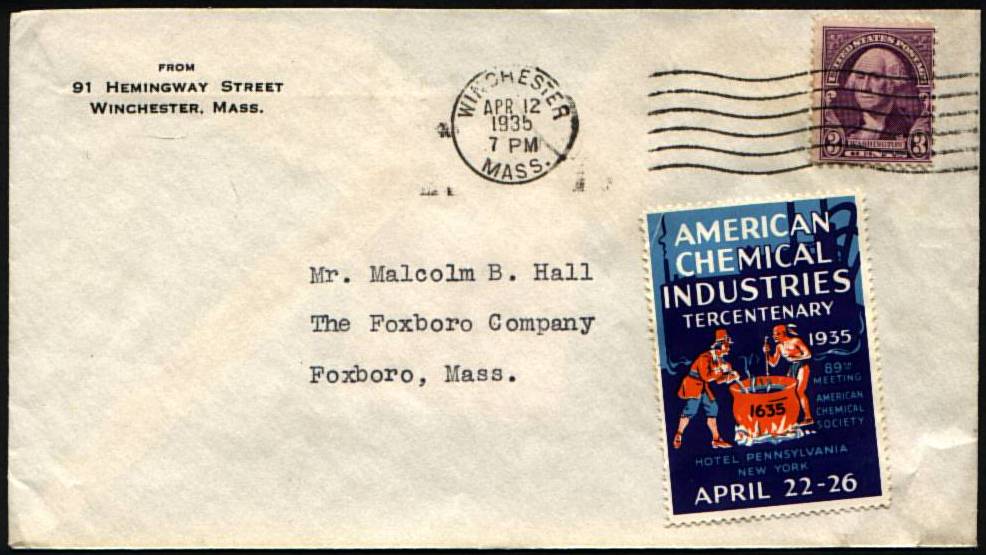 FROM
91 HEMINGWAY STREET
WINCHESTER, MASS.
WINCHESTER
APR 12
1935
7 PM
MASS.
UNITED STATES POSTAGE
3 WASHINGTON 3
CENTS
Mr. Malcolm B. Hall
The Foxboro Company
Foxboro, Mass.
AMERICAN
CHEMICAL
INDUSTRIES
TERCENTENARY
1935
89TH
MEETING
AMERICAN
CHEMICAL
SOCIETY
1635
HOTEL PENNSYLVANIA
NEW YORK
APRIL 22-26